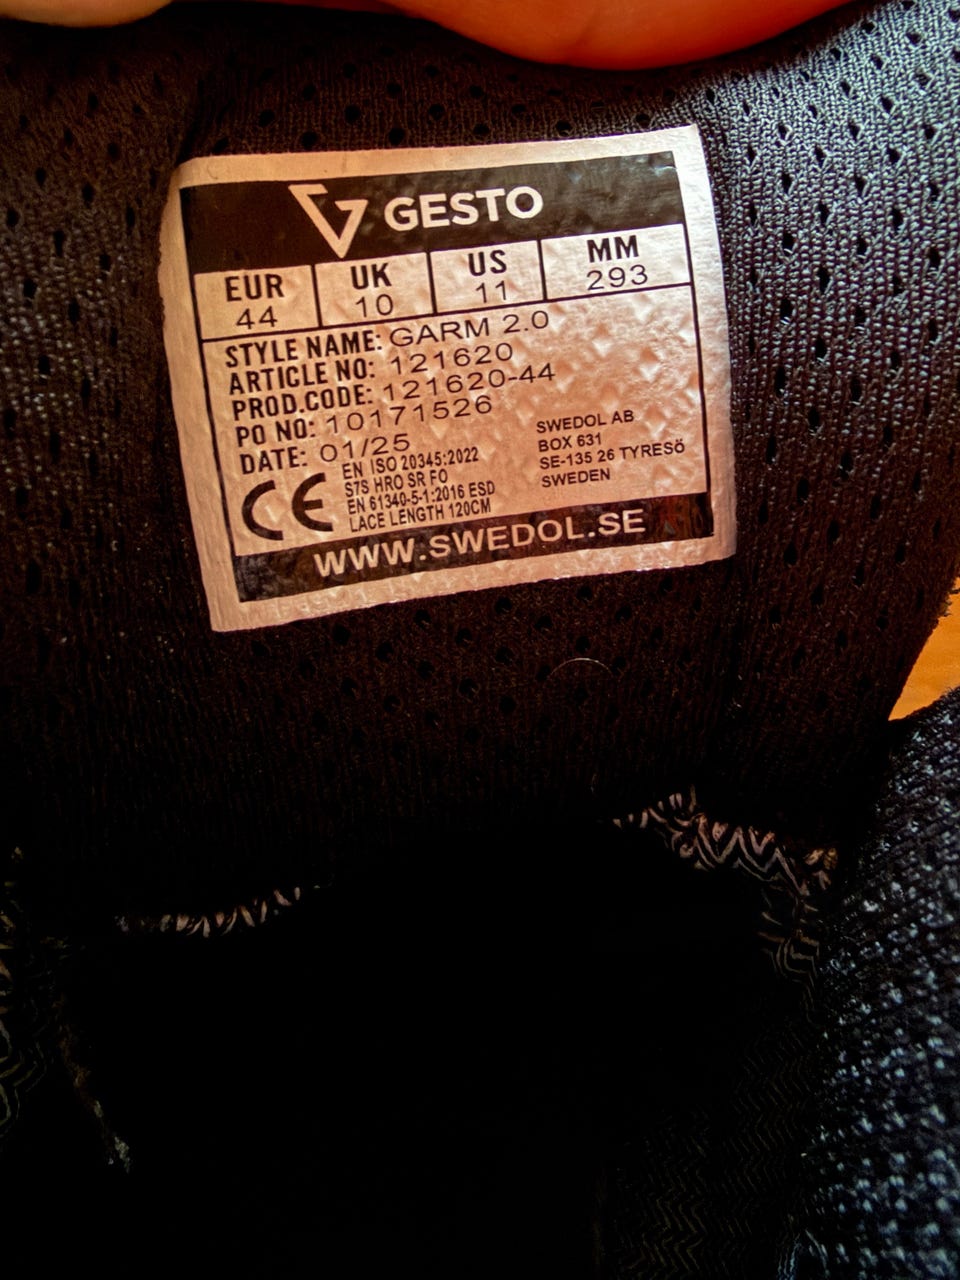 GESTO
EUR UK US MM
44 10 11 293
STYLE NAME: GARM 2.0
ARTICLE NO: 121620
PROD.CODE: 121620-44
PO NO: 10171526
DATE: 01/25
EN ISO 20345:2022
S7S HRO SR FO
EN 61340-5-1:2016 ESD
LACE LENGTH 120CM
CE
SWEDOL AB
BOX 631
SE-135 26 TYRESÖ
SWEDEN
WWW.SWEDOL.SE